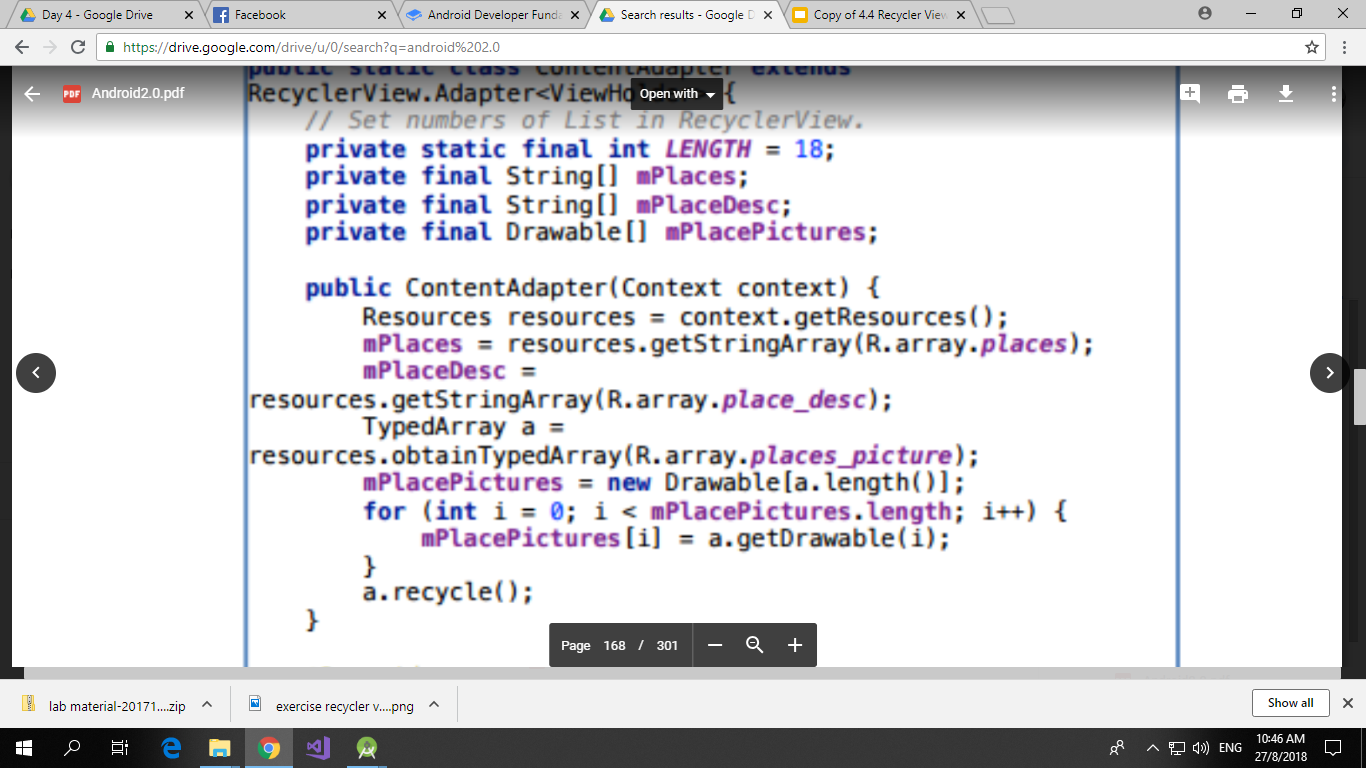 Day 4 - Google Drive
Facebook
Android Developer Funda
Search results - Google D
Copy of 4.4 Recycler View
https://drive.google.com/drive/u/0/search?q=android%202.0
public static class ContentAdapter extends
PDF Android2.0.pdf
Open with
RecyclerView.Adapter<ViewHolder> {
// Set numbers of List in RecyclerView.
private static final int LENGTH = 18;
private final String[] mPlaces;
private final String[] mPlaceDesc;
private final Drawable[] mPlacePictures;
public ContentAdapter(Context context) {
Resources resources = context.getResources();
mPlaces = resources.getStringArray(R.array.places);
mPlaceDesc =
resources.getStringArray(R.array.place_desc);
TypedArray a =
resources.obtainTypedArray(R.array.places_picture);
mPlacePictures = new Drawable[a.length()];
for (int i = 0; i < mPlacePictures.length; i++) {
mPlacePictures[i] = a.getDrawable(i);
}
a.recycle();
}
Page 168 / 301
lab material-20171....zip
exercise recycler v....png
Show all
ENG
10:46 AM
27/8/2018